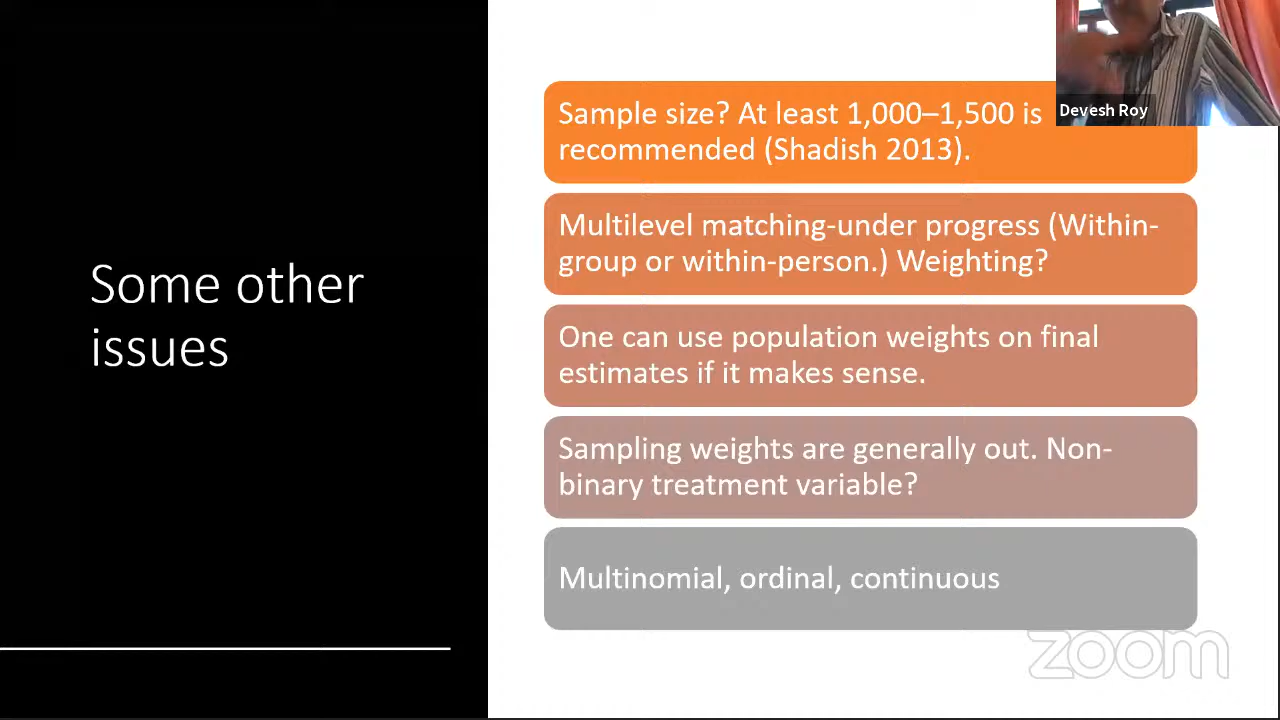 Some other
issues
Sample size? At least 1,000–1,500 is
recommended (Shadish 2013).
Multilevel matching-under progress (Within-
group or within-person.) Weighting?
One can use population weights on final
estimates if it makes sense.
Sampling weights are generally out. Non-
binary treatment variable?
Multinomial, ordinal, continuous
Devesh Roy
zoom